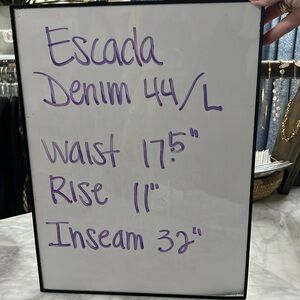 Escada
Denim 44/L
Waist 17.5"
Rise 11"
Inseam 32"